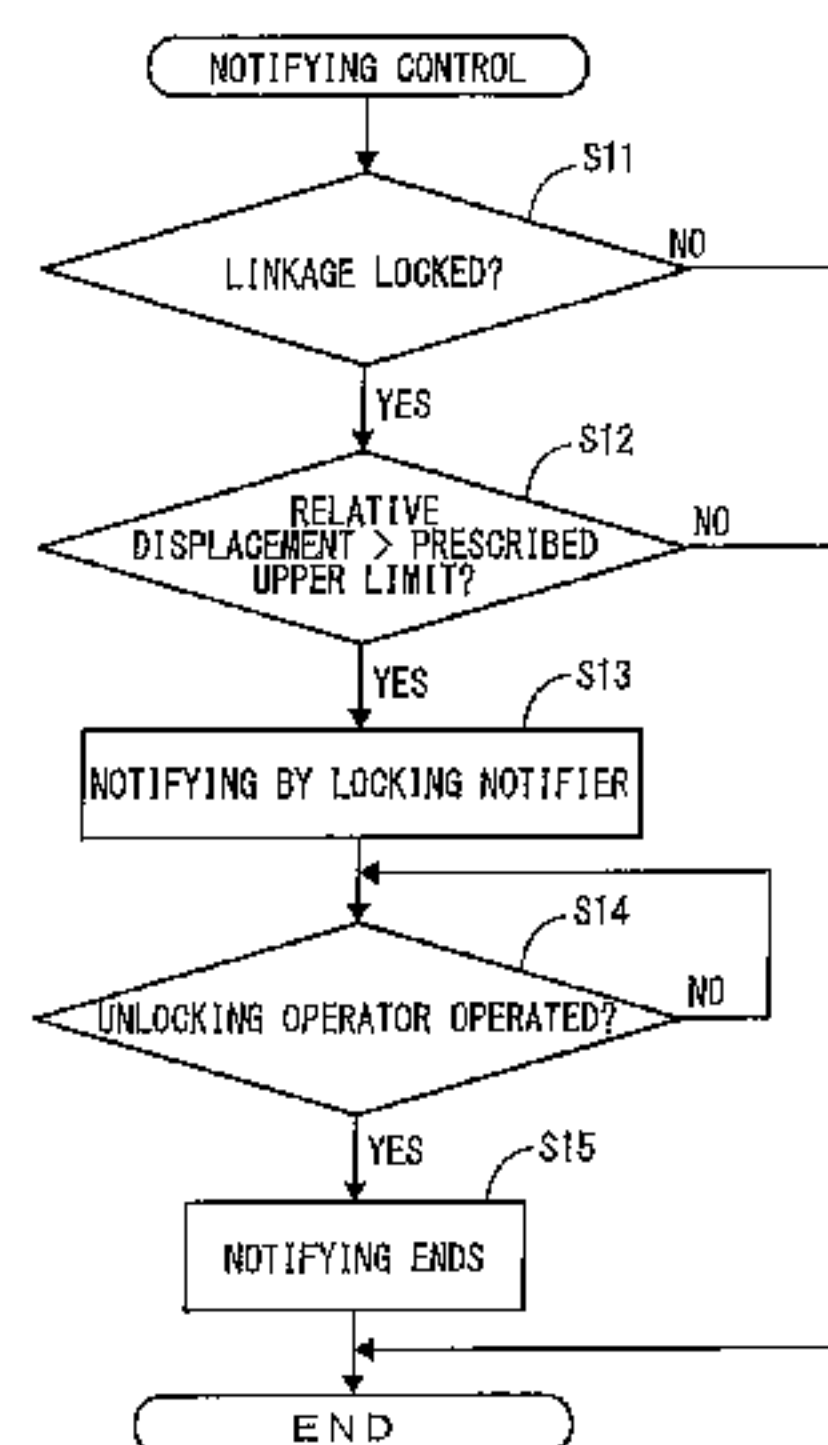 NOTIFYING CONTROL
S11
LINKAGE LOCKED?
NO
YES
S12
RELATIVE
DISPLACEMENT > PRESCRIBED
UPPER LIMIT?
NO
YES
S13
NOTIFYING BY LOCKING NOTIFIER
S14
UNLOCKING OPERATOR OPERATED?
NO
YES
S15
NOTIFYING ENDS
END